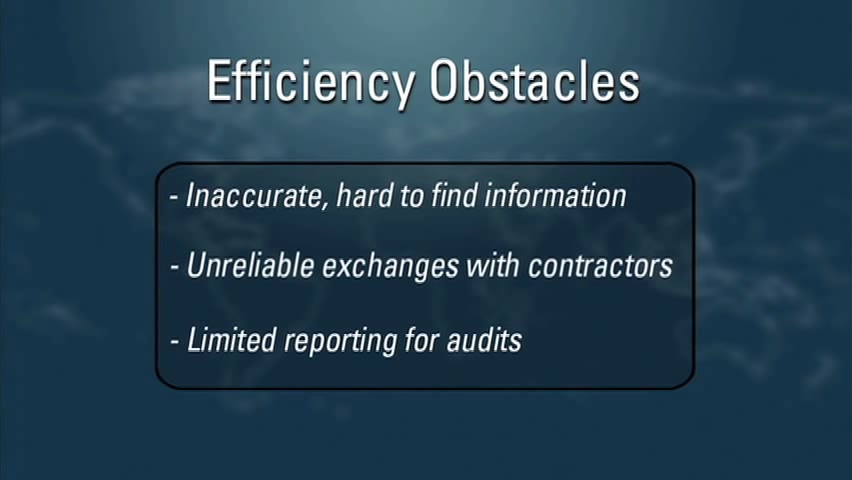 Efficiency Obstacles
- Inaccurate, hard to find information
- Unreliable exchanges with contractors
- Limited reporting for audits